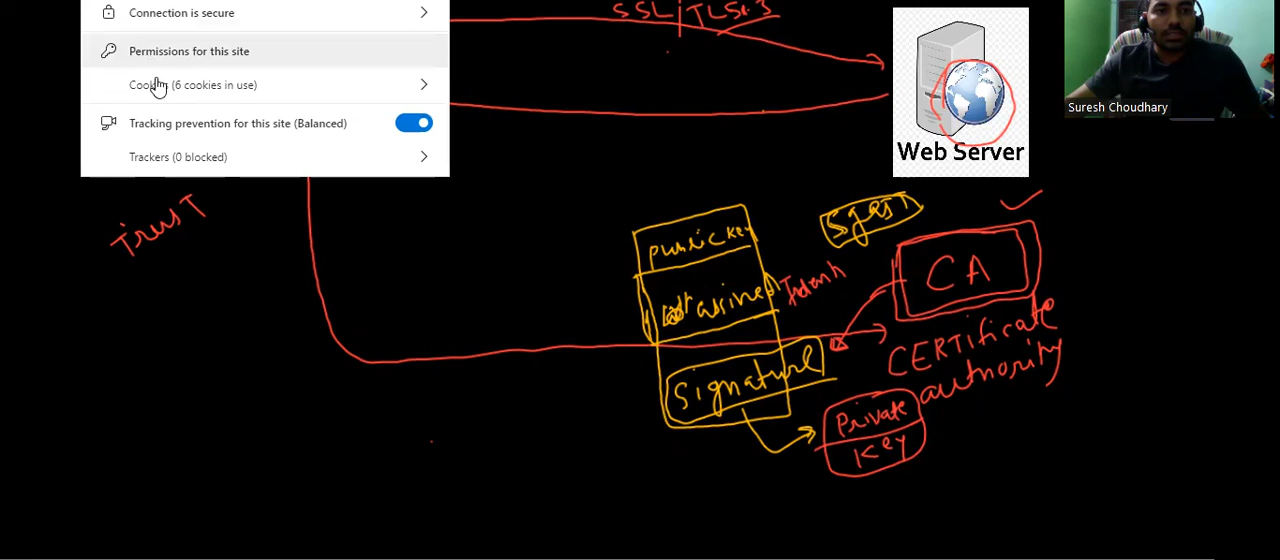 Connection is secure
Permissions for this site
Cookies (6 cookies in use)
Tracking prevention for this site (Balanced)
Trackers (0 blocked)
SSL/TLS1.3
Web Server
Suresh Choudhary
TrusT
public key
CA
Signature
CERTificate
authority
Private
Key